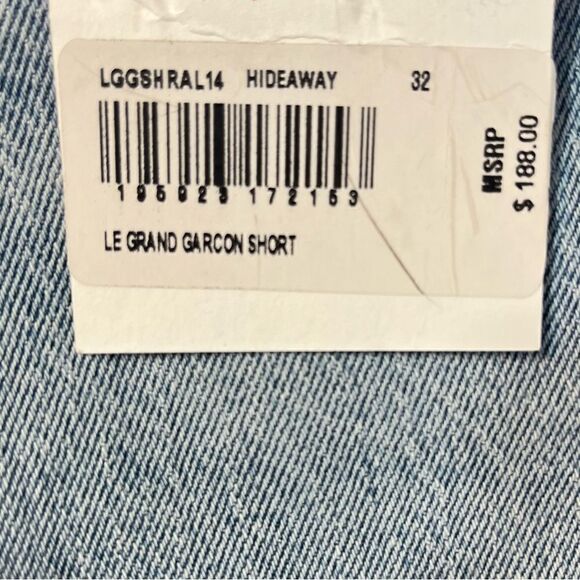 LGGSHRAL14 HIDEAWAY 32
195923 172153
LE GRAND GARCON SHORT
MSRP
$ 188.00